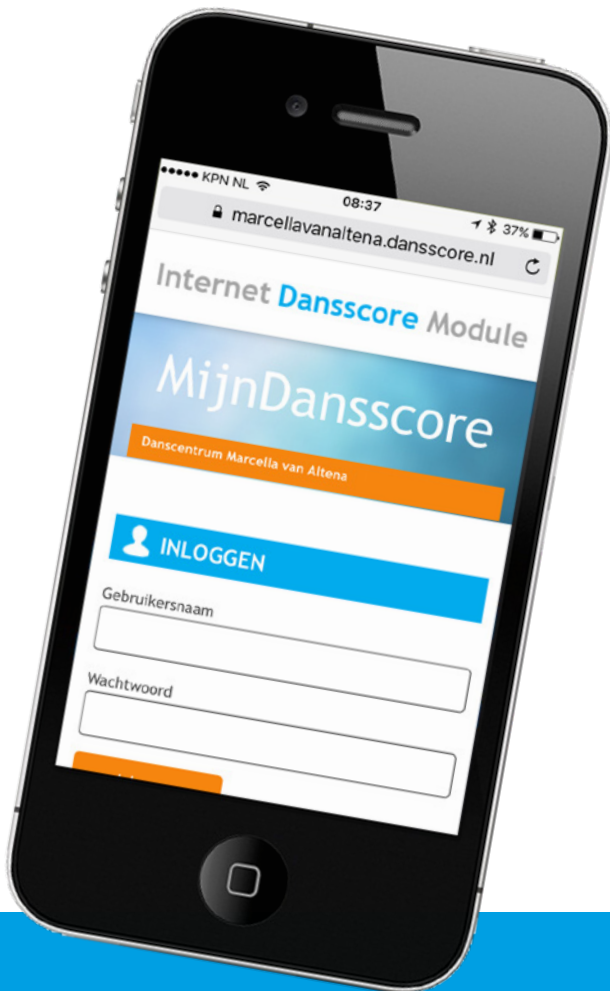 KPN NL 08:37 37%
marcellavanaltena.dansscore.nl
Internet Dansscore Module
MijnDansscore
Danscentrum Marcella van Altena
INLOGGEN
Gebruikersnaam
Wachtwoord